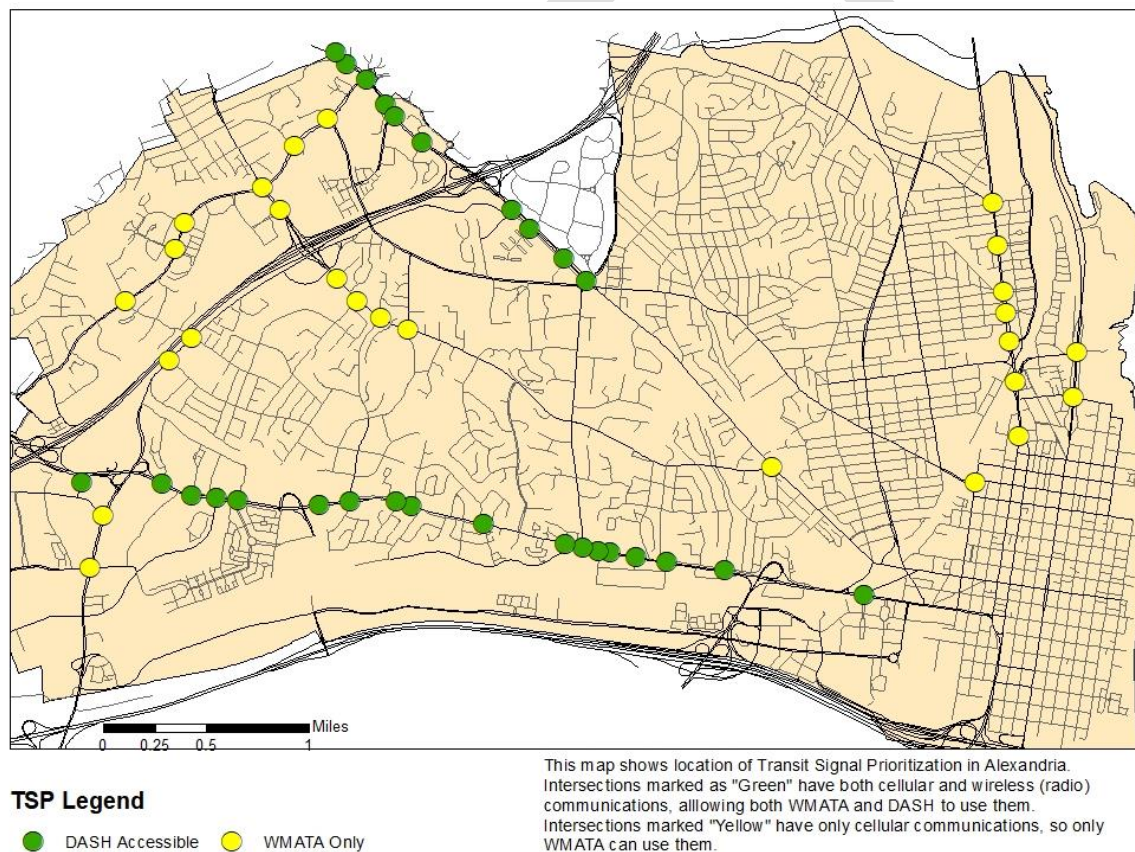 Miles
0 0.25 0.5 1
TSP Legend
DASH Accessible WMATA Only
This map shows location of Transit Signal Prioritization in Alexandria.
Intersections marked as "Green" have both cellular and wireless (radio)
communications, alllowing both WMATA and DASH to use them.
Intersections marked "Yellow" have only cellular communications, so only
WMATA can use them.